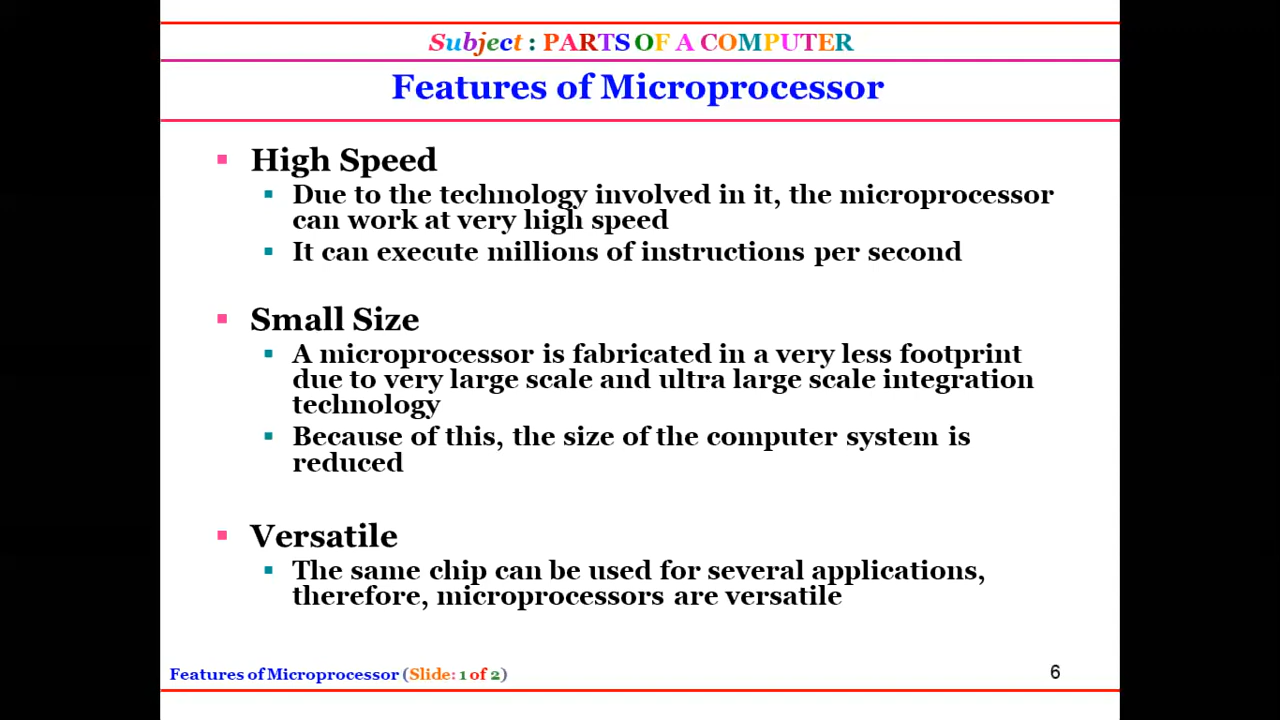 Subject : PARTS OF A COMPUTER
Features of Microprocessor
High Speed
Due to the technology involved in it, the microprocessor
can work at very high speed
It can execute millions of instructions per second
Small Size
A microprocessor is fabricated in a very less footprint
due to very large scale and ultra large scale integration
technology
Because of this, the size of the computer system is
reduced
Versatile
The same chip can be used for several applications,
therefore, microprocessors are versatile
Features of Microprocessor (Slide: 1 of 2)
6